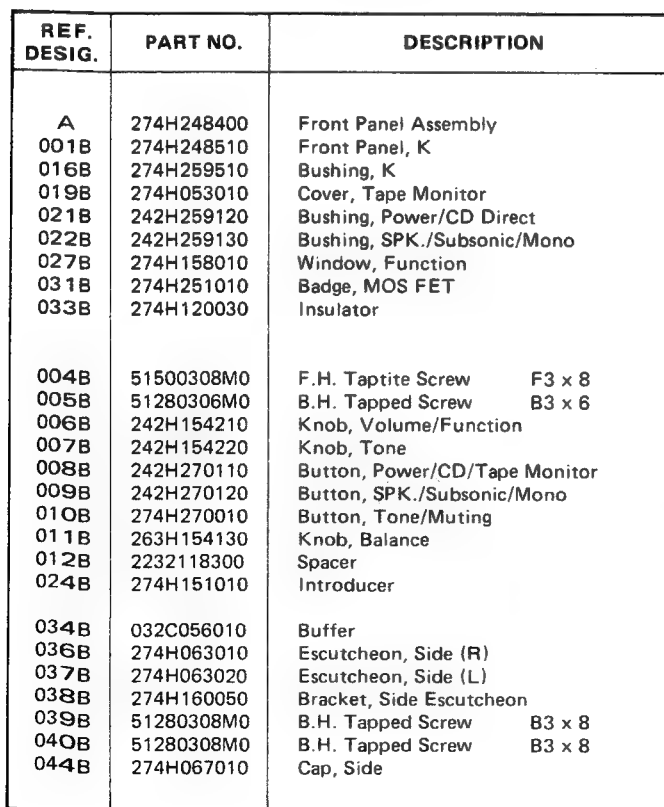 REF. DESIG. PART NO. DESCRIPTION
A 274H248400 Front Panel Assembly
001B 274H248510 Front Panel, K
016B 274H259510 Bushing, K
019B 274H053010 Cover, Tape Monitor
021B 242H259120 Bushing, Power/CD Direct
022B 242H259130 Bushing, SPK./Subsonic/Mono
027B 274H158010 Window, Function
031B 274H251010 Badge, MOS FET
033B 274H120030 Insulator
004B 51500308M0 F.H. Taptite Screw F3 x 8
005B 51280306M0 B.H. Tapped Screw B3 x 6
006B 242H154210 Knob, Volume/Function
007B 242H154220 Knob, Tone
008B 242H270110 Button, Power/CD/Tape Monitor
009B 242H270120 Button, SPK./Subsonic/Mono
010B 274H270010 Button, Tone/Muting
011B 263H154130 Knob, Balance
012B 2232118300 Spacer
024B 274H151010 Introducer
034B 032C056010 Buffer
036B 274H063010 Escutcheon, Side (R)
037B 274H063020 Escutcheon, Side (L)
038B 274H160050 Bracket, Side Escutcheon
039B 51280308M0 B.H. Tapped Screw B3 x 8
040B 51280308M0 B.H. Tapped Screw B3 x 8
044B 274H067010 Cap, Side